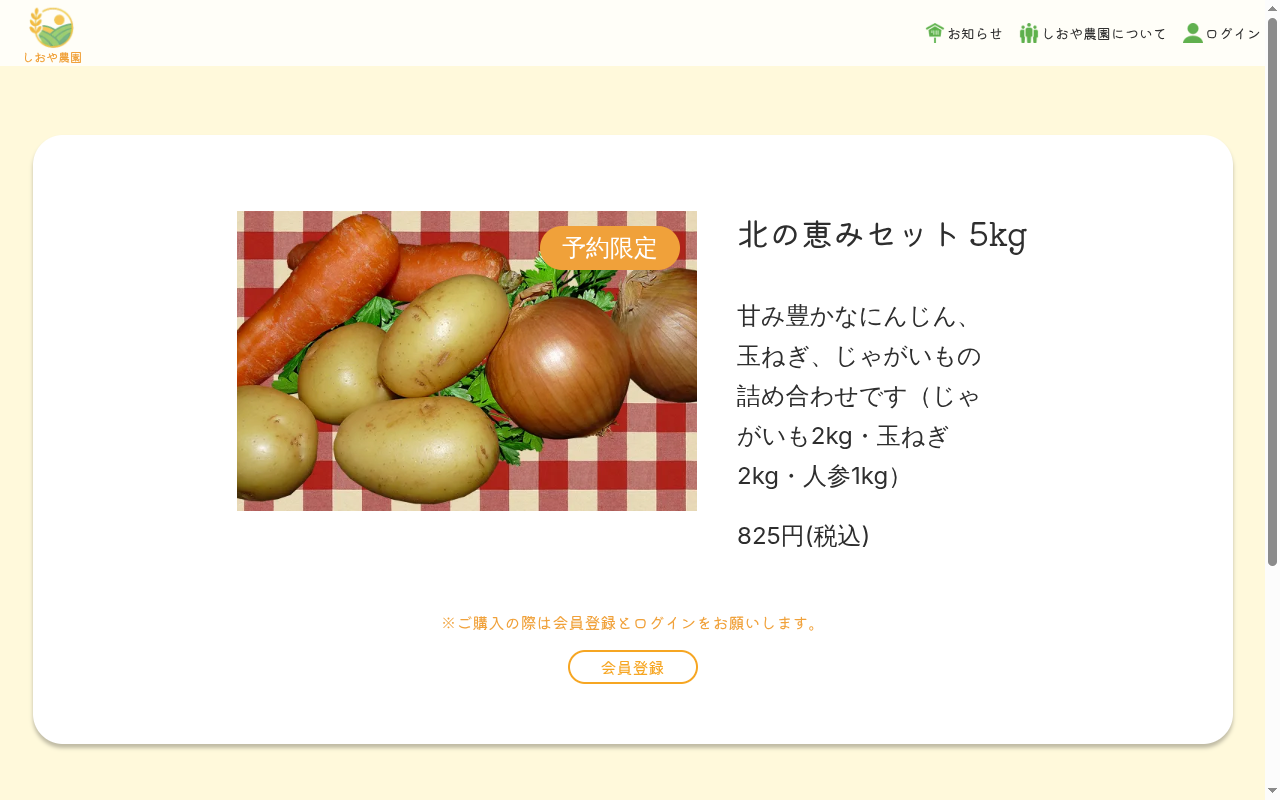 しおや農園
お知らせ
しおや農園について
ログイン
予約限定
北の恵みセット 5kg
甘み豊かなにんじん、
玉ねぎ、じゃがいもの
詰め合わせです（じゃ
がいも2kg・玉ねぎ
2kg・人参1kg）
825円(税込)
※ご購入の際は会員登録とログインをお願いします。
会員登録